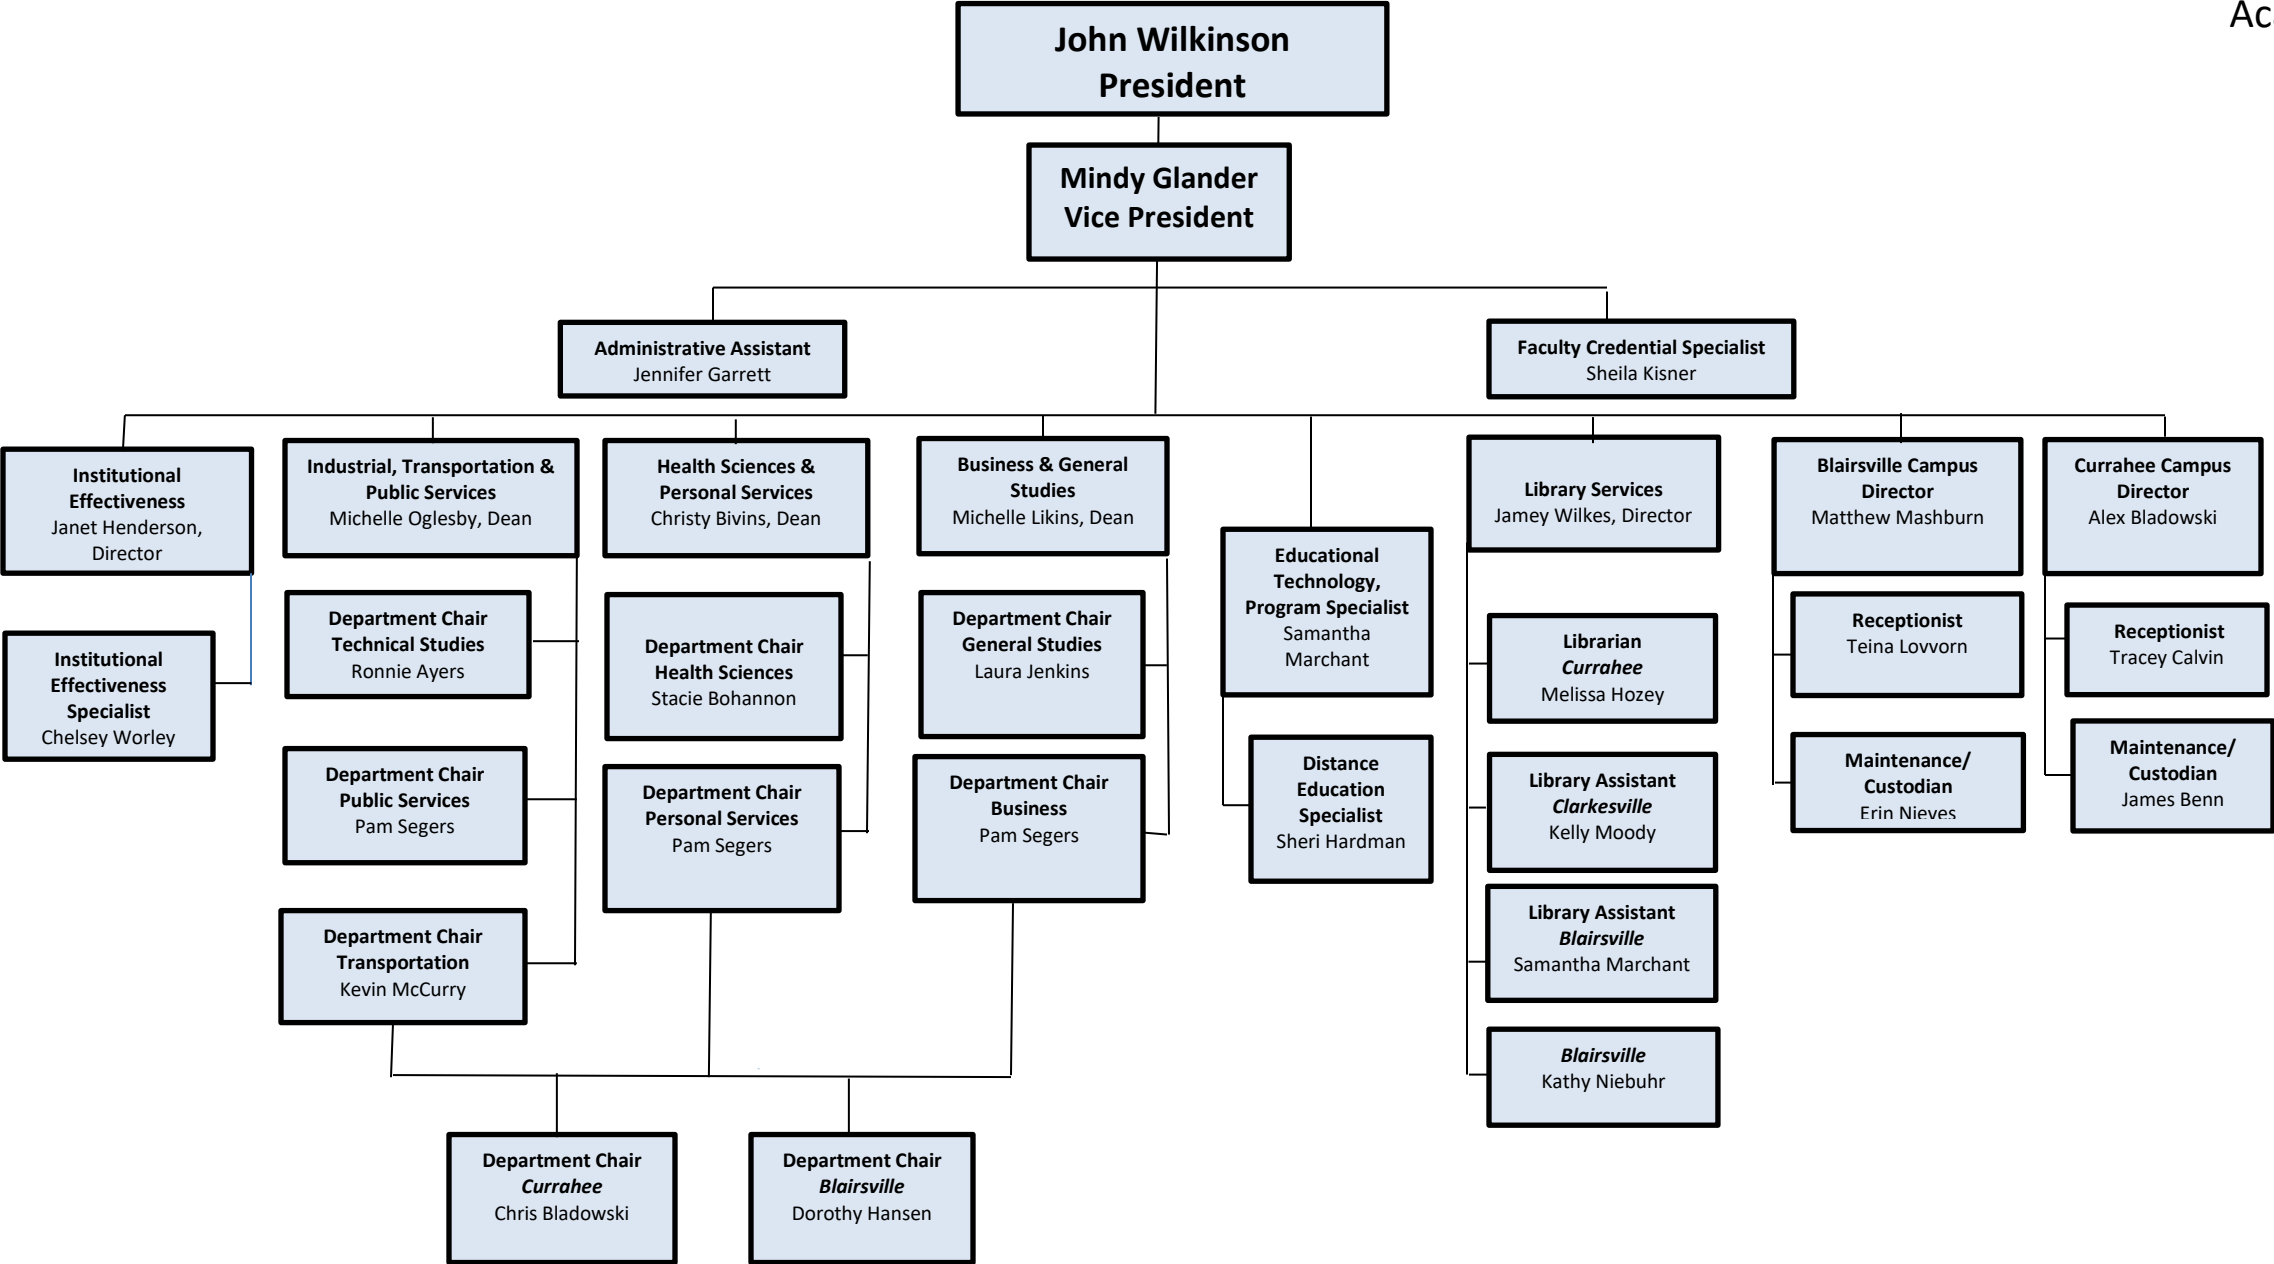 Ac
John Wilkinson
President
Mindy Glander
Vice President
Administrative Assistant
Jennifer Garrett
Faculty Credential Specialist
Sheila Kisner
Institutional
Effectiveness
Janet Henderson,
Director
Industrial, Transportation &
Public Services
Michelle Oglesby, Dean
Health Sciences &
Personal Services
Christy Bivins, Dean
Business & General
Studies
Michelle Likins, Dean
Educational
Technology,
Program Specialist
Samantha
Marchant
Library Services
Jamey Wilkes, Director
Blairsville Campus
Director
Matthew Mashburn
Currahee Campus
Director
Alex Bladowski
Institutional
Effectiveness
Specialist
Chelsey Worley
Department Chair
Technical Studies
Ronnie Ayers
Department Chair
Health Sciences
Stacie Bohannon
Department Chair
General Studies
Laura Jenkins
Librarian
Currahee
Melissa Hozey
Receptionist
Teina Lovvorn
Receptionist
Tracey Calvin
Department Chair
Public Services
Pam Segers
Department Chair
Personal Services
Pam Segers
Department Chair
Business
Pam Segers
Distance
Education
Specialist
Sheri Hardman
Library Assistant
Clarkesville
Kelly Moody
Maintenance/
Custodian
Erin Nieves
Maintenance/
Custodian
James Benn
Department Chair
Transportation
Kevin McCurry
Library Assistant
Blairsville
Samantha Marchant
Blairsville
Kathy Niebuhr
Department Chair
Currahee
Chris Bladowski
Department Chair
Blairsville
Dorothy Hansen